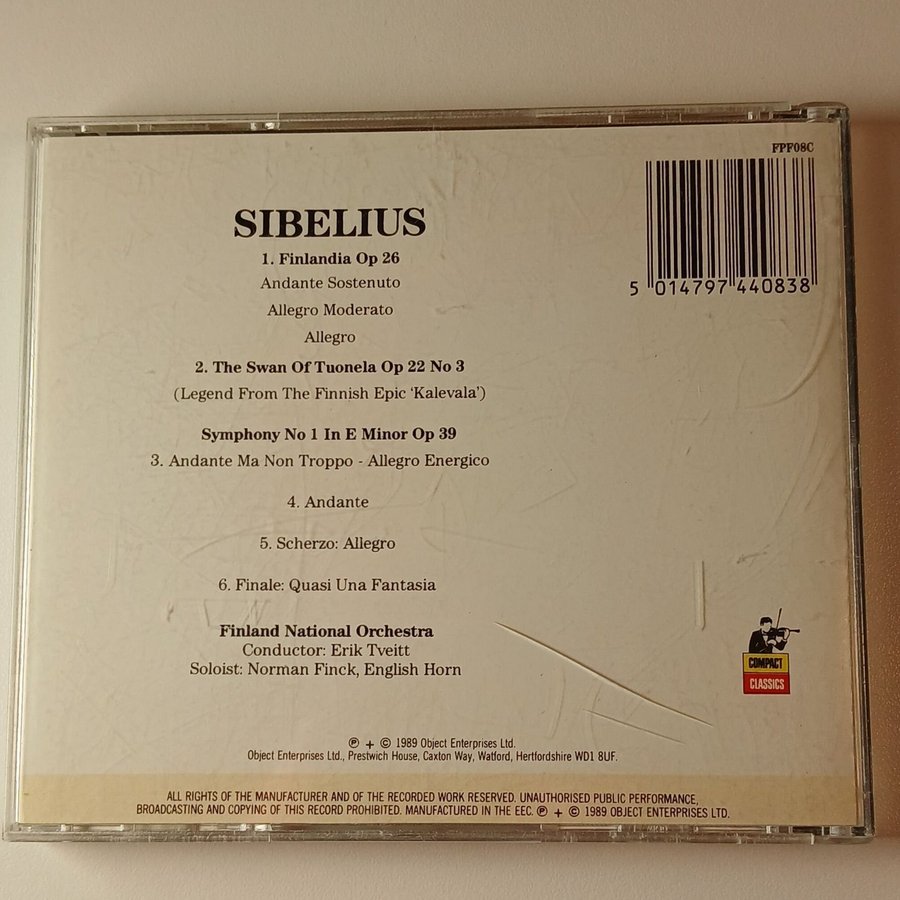 FPF08C
5 014797 440838
SIBELIUS
1. Finlandia Op 26
Andante Sostenuto
Allegro Moderato
Allegro
2. The Swan Of Tuonela Op 22 No 3
(Legend From The Finnish Epic ‘Kalevala’)
Symphony No 1 In E Minor Op 39
3. Andante Ma Non Troppo - Allegro Energico
4. Andante
5. Scherzo: Allegro
6. Finale: Quasi Una Fantasia
Finland National Orchestra
Conductor: Erik Tveitt
Soloist: Norman Finck, English Horn
COMPACT
CLASSICS
℗ + © 1989 Object Enterprises Ltd.
Object Enterprises Ltd., Prestwich House, Caxton Way, Watford, Hertfordshire WD1 8UF.
ALL RIGHTS OF THE MANUFACTURER AND OF THE RECORDED WORK RESERVED. UNAUTHORISED PUBLIC PERFORMANCE,
BROADCASTING AND COPYING OF THIS RECORD PROHIBITED. MANUFACTURED IN THE EEC. ℗ + © 1989 OBJECT ENTERPRISES LTD.